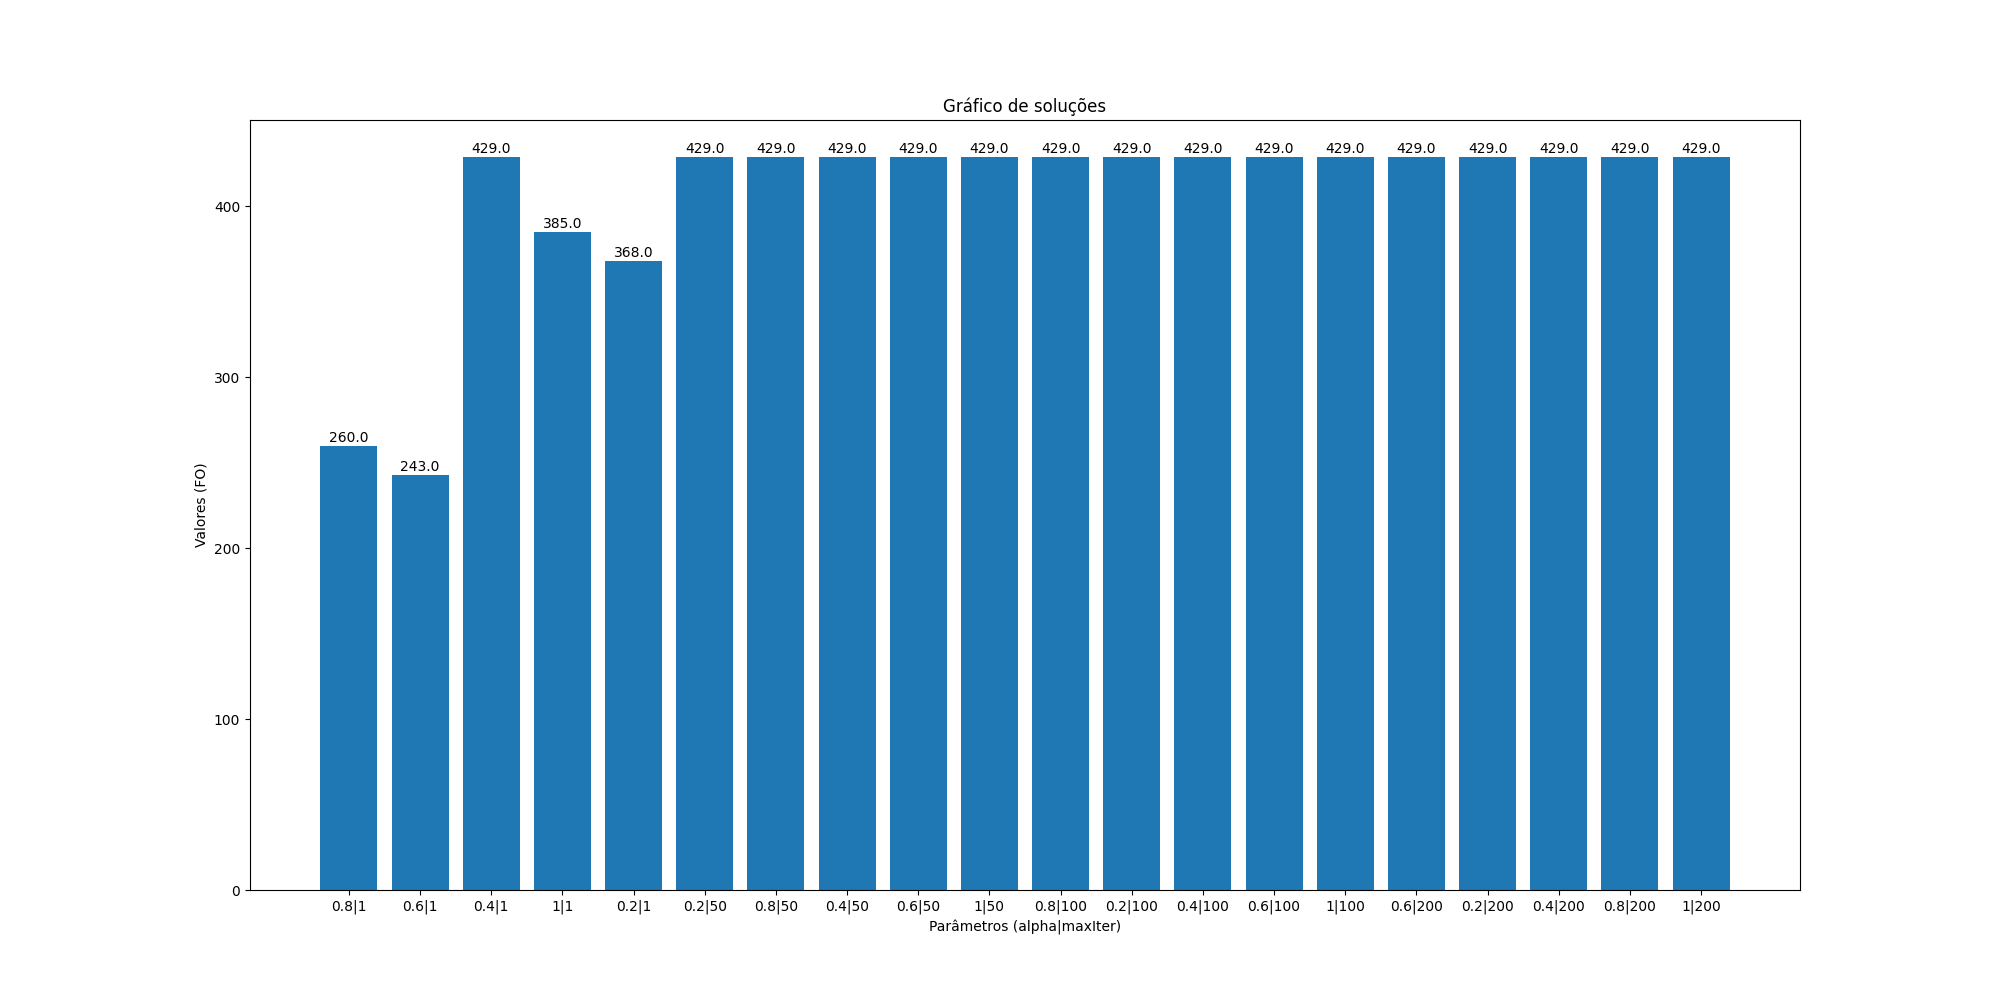 Gráfico de soluções
429.0 429.0 429.0 429.0 429.0 429.0 429.0 429.0 429.0 429.0 429.0 429.0 429.0 429.0 429.0 429.0
400
385.0
368.0
300
260.0
243.0
Valores (FO)
200
100
0
0.8|1 0.6|1 0.4|1 1|1 0.2|1 0.2|50 0.8|50 0.4|50 0.6|50 1|50 0.8|100 0.2|100 0.4|100 0.6|100 1|100 0.6|200 0.2|200 0.4|200 0.8|200 1|200
Parâmetros (alpha|maxIter)